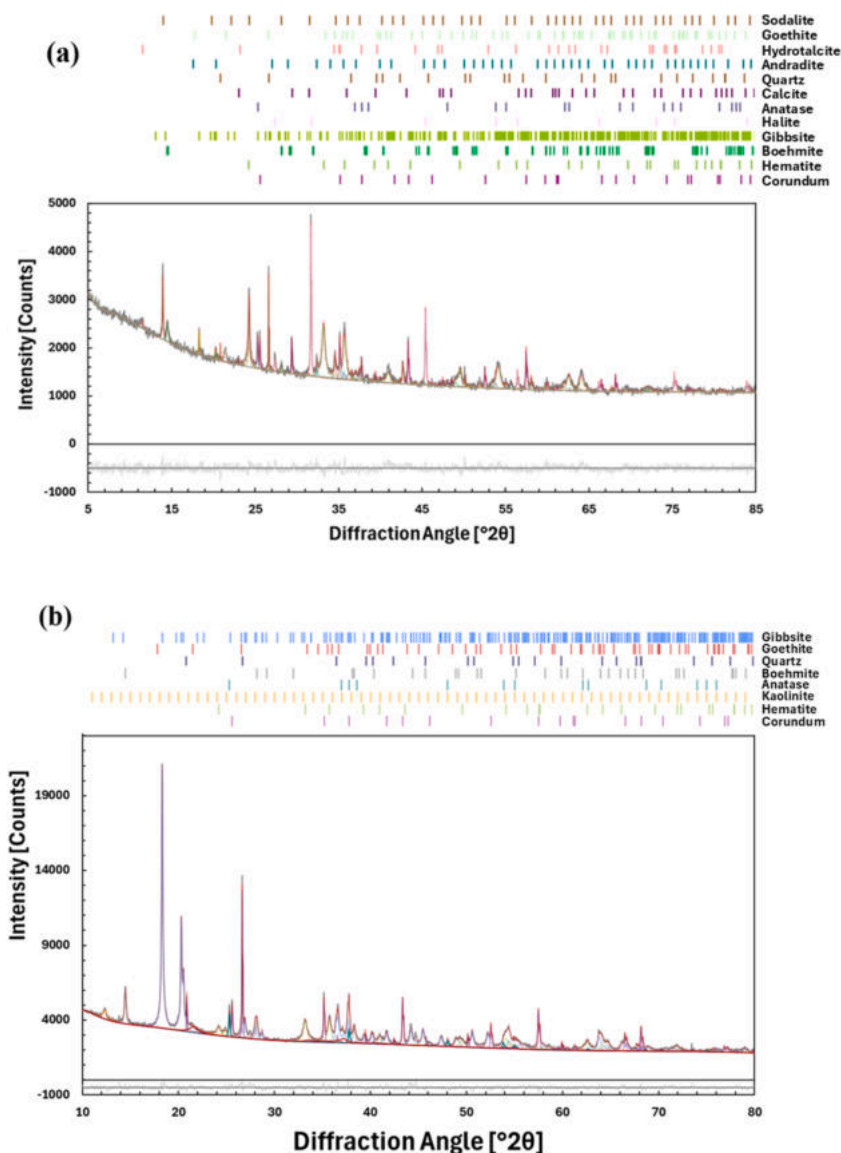 (a)
Sodalite
Goethite
Hydrotalcite
Andradite
Quartz
Calcite
Anatase
Halite
Gibbsite
Boehmite
Hematite
Corundum
5000
4000
3000
2000
1000
0
-1000
Intensity [Counts]
5 15 25 35 45 55 65 75 85
Diffraction Angle [°2θ]
(b)
Gibbsite
Goethite
Quartz
Boehmite
Anatase
Kaolinite
Hematite
Corundum
19000
14000
9000
4000
-1000
Intensity [Counts]
10 20 30 40 50 60 70 80
Diffraction Angle [°2θ]